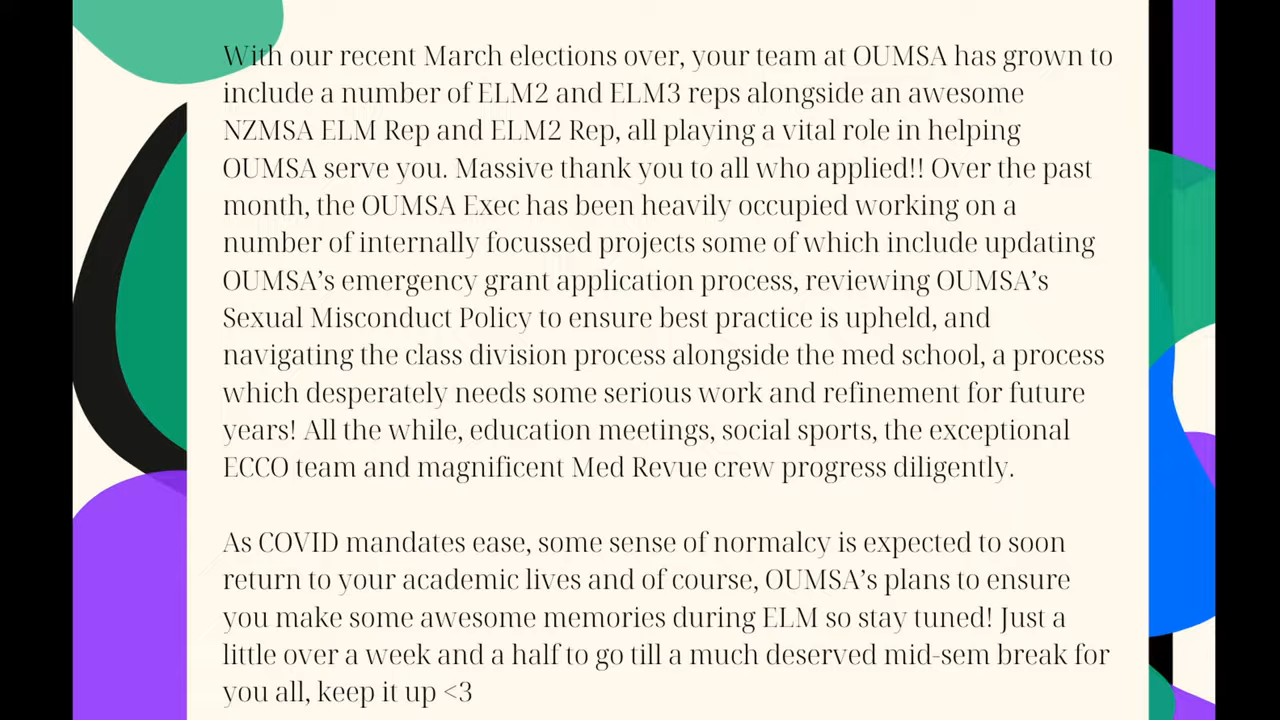 With our recent March elections over, your team at OUMSA has grown to
include a number of ELM2 and ELM3 reps alongside an awesome
NZMSA ELM Rep and ELM2 Rep, all playing a vital role in helping
OUMSA serve you. Massive thank you to all who applied!! Over the past
month, the OUMSA Exec has been heavily occupied working on a
number of internally focussed projects some of which include updating
OUMSA’s emergency grant application process, reviewing OUMSA’s
Sexual Misconduct Policy to ensure best practice is upheld, and
navigating the class division process alongside the med school, a process
which desperately needs some serious work and refinement for future
years! All the while, education meetings, social sports, the exceptional
ECCO team and magnificent Med Revue crew progress diligently.
As COVID mandates ease, some sense of normalcy is expected to soon
return to your academic lives and of course, OUMSA’s plans to ensure
you make some awesome memories during ELM so stay tuned! Just a
little over a week and a half to go till a much deserved mid-sem break for
you all, keep it up <3